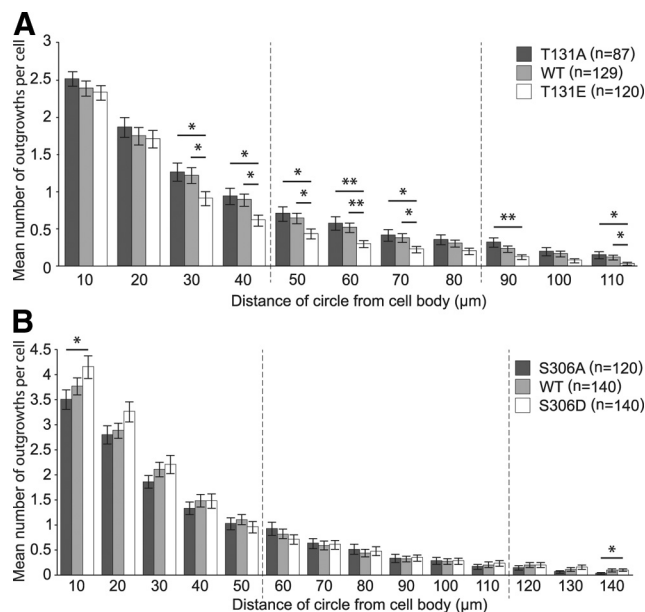 A
Mean number of outgrowths per cell
3
2.5
2
1.5
1
0.5
0
T131A (n=87)
WT (n=129)
T131E (n=120)
* * * * * * ** ** * * ** * *
10 20 30 40 50 60 70 80 90 100 110
Distance of circle from cell body (µm)
B
Mean number of outgrowths per cell
4.5
4
3.5
3
2.5
2
1.5
1
0.5
0
S306A (n=120)
WT (n=140)
S306D (n=140)
* *
10 20 30 40 50 60 70 80 90 100 110 120 130 140
Distance of circle from cell body (µm)